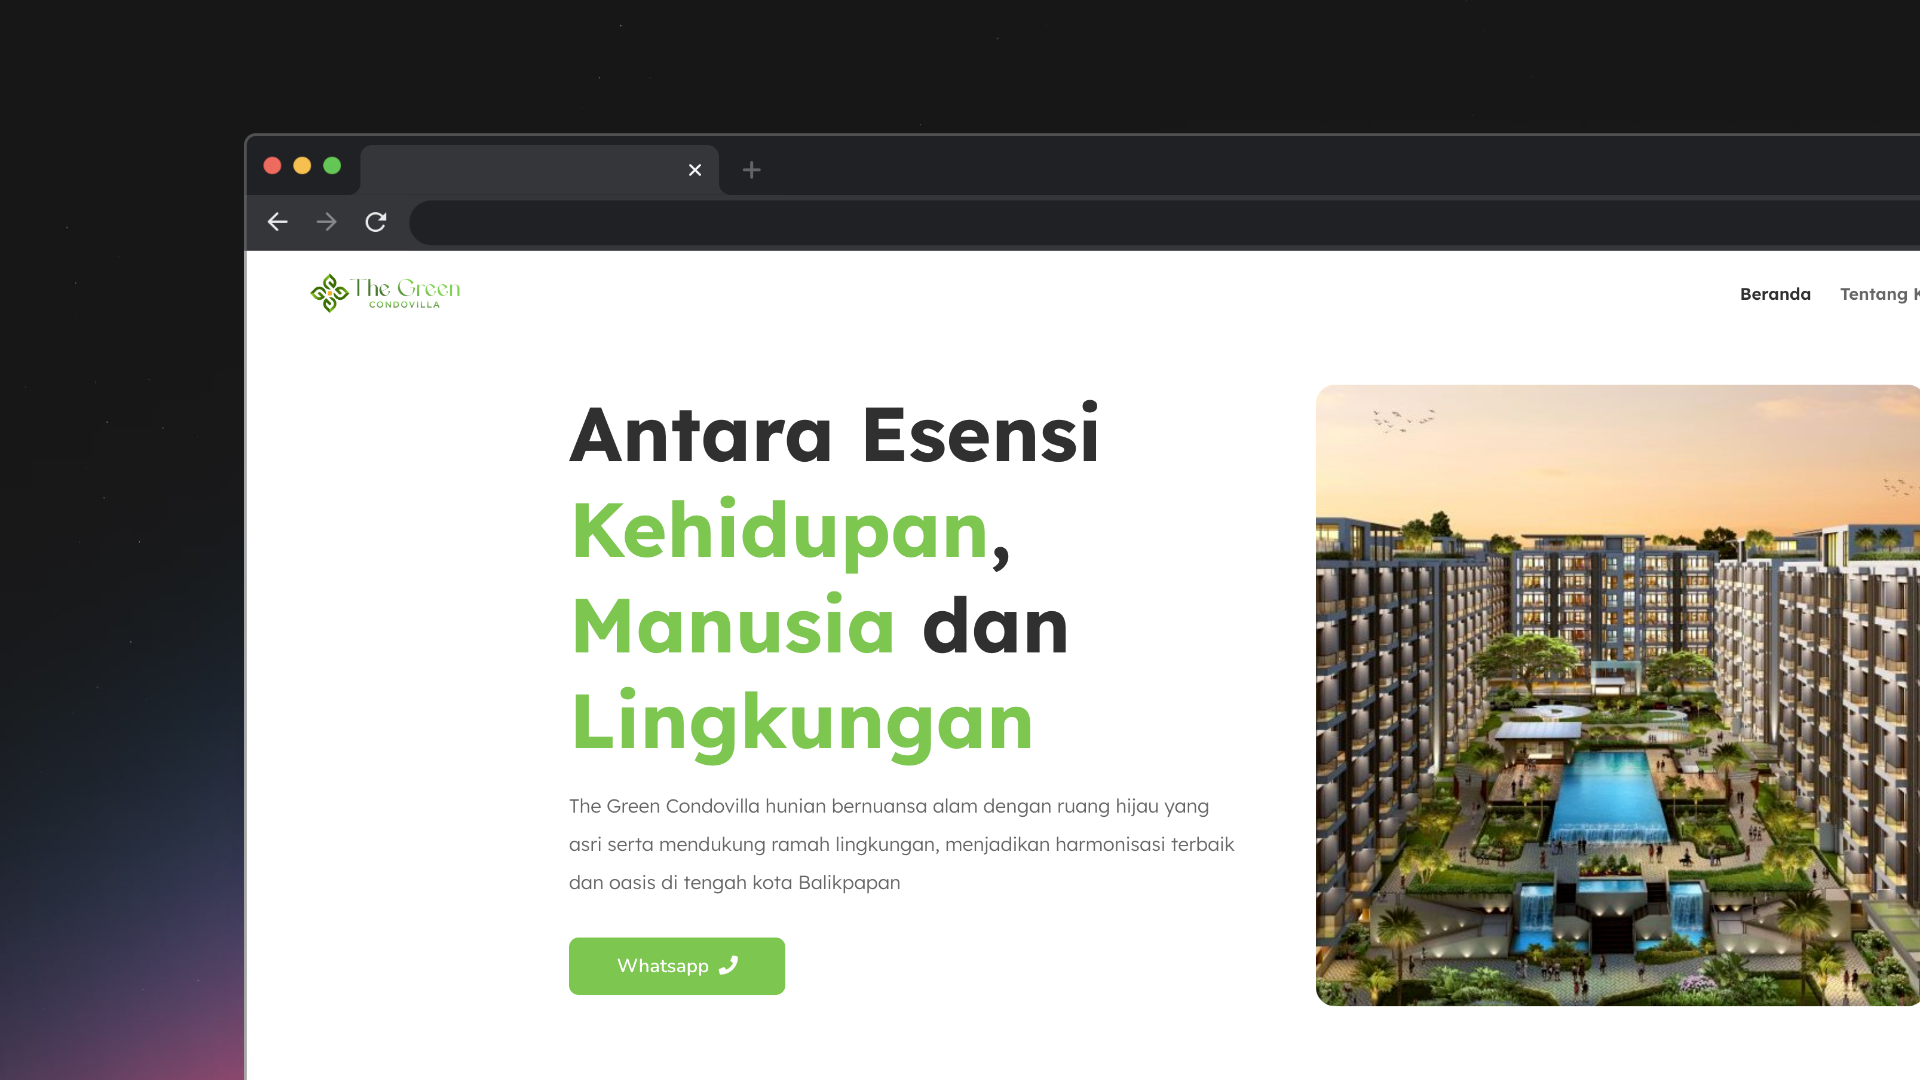 The Green
CONDOVILLA
Beranda
Tentang K
Antara Esensi
Kehidupan,
Manusia dan
Lingkungan
The Green Condovilla hunian bernuansa alam dengan ruang hijau yang
asri serta mendukung ramah lingkungan, menjadikan harmonisasi terbaik
dan oasis di tengah kota Balikpapan
Whatsapp